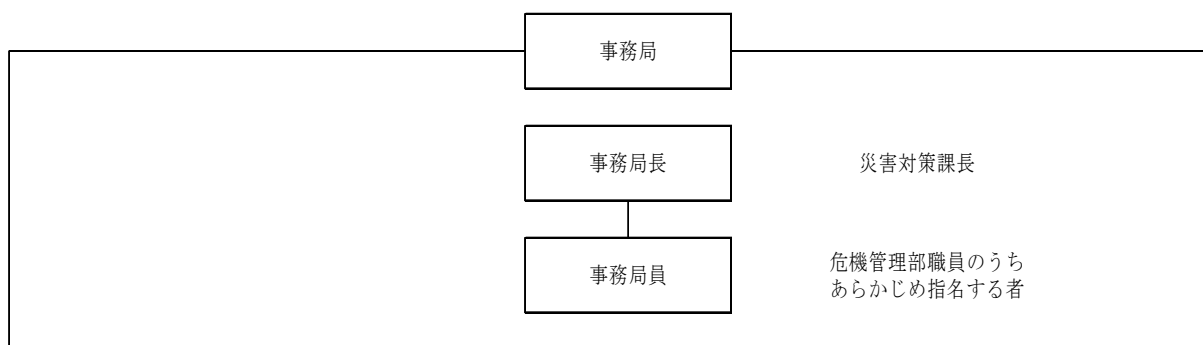 事務局
事務局長
災害対策課長
事務局員
危機管理部職員のうち
あらかじめ指名する者